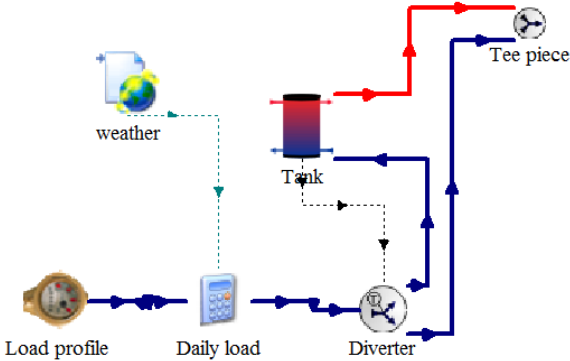 Tee piece
weather
Tank
Load profile
Daily load
Diverter